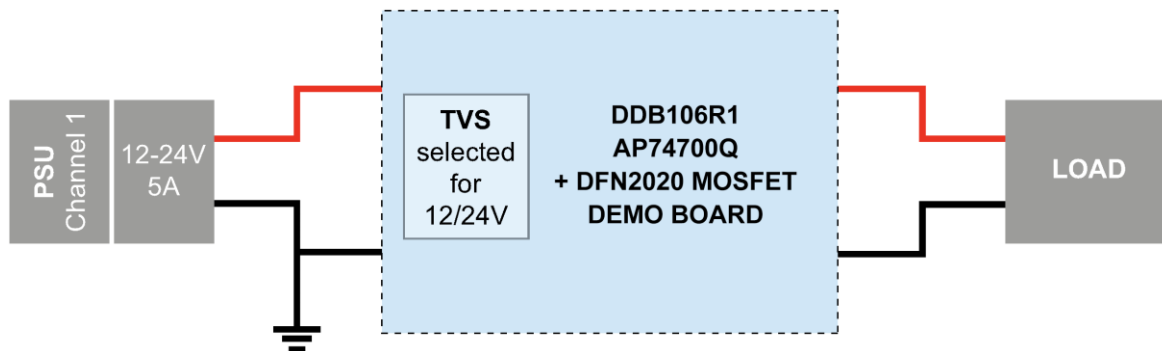 PSU
Channel 1
12-24V
5A
TVS
selected
for
12/24V
DDB106R1
AP74700Q
+ DFN2020 MOSFET
DEMO BOARD
LOAD